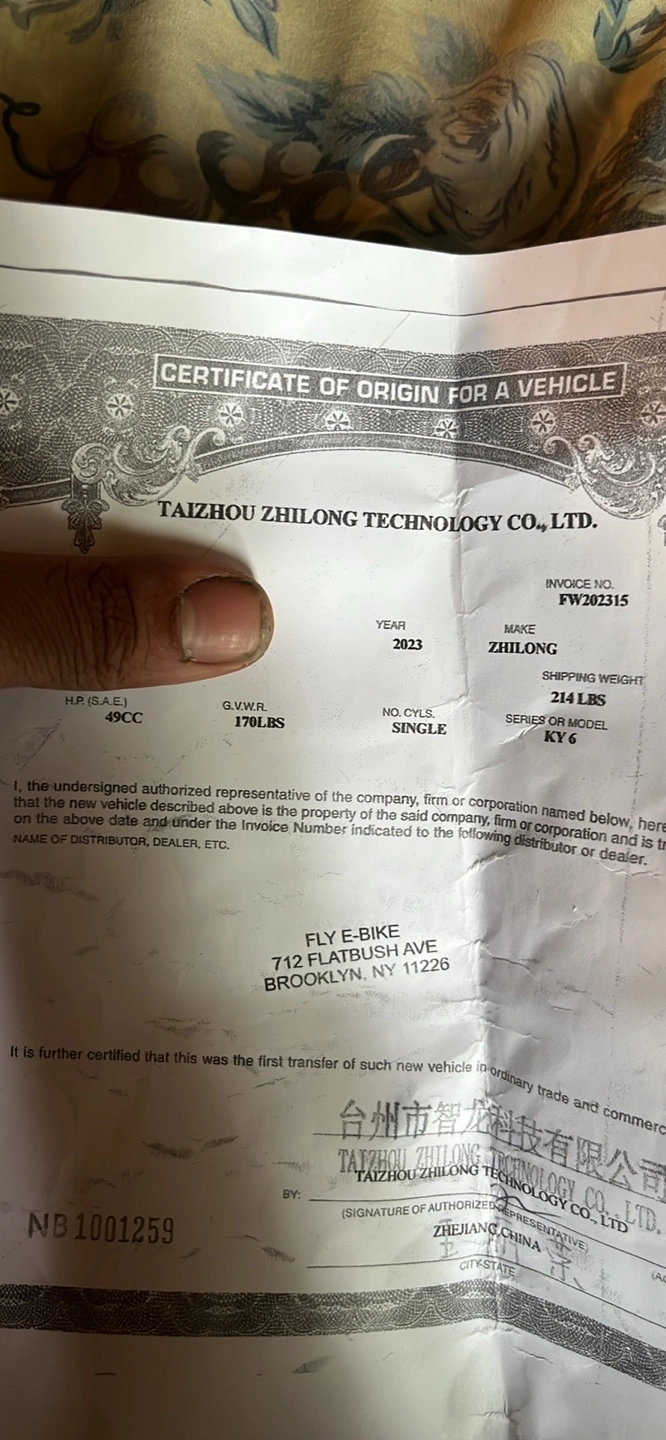 CERTIFICATE OF ORIGIN FOR A VEHICLE
TAIZHOU ZHILONG TECHNOLOGY CO., LTD.
INVOICE NO.
FW202315
YEAR
2023
MAKE
ZHILONG
SHIPPING WEIGHT
214 LBS
H.P. (S.A.E.)
49CC
G.V.W.R.
170LBS
NO. CYLS.
SINGLE
SERIES OR MODEL
KY 6
I, the undersigned authorized representative of the company, firm or corporation named below, here
that the new vehicle described above is the property of the said company, firm or corporation and is tr
on the above date and under the Invoice Number indicated to the following distributor or dealer.
NAME OF DISTRIBUTOR, DEALER, ETC.
FLY E-BIKE
712 FLATBUSH AVE
BROOKLYN, NY 11226
It is further certified that this was the first transfer of such new vehicle in ordinary trade and commerc
台州市智龙科技有限公司
TAIZHOU ZHILONG TECHNOLOGY CO., LTD.
TAIZHOU ZHILONG TECHNOLOGY CO., LTD
BY:
(SIGNATURE OF AUTHORIZED REPRESENTATIVE)
ZHEJIANG,CHINA
CITY-STATE
NB1001259